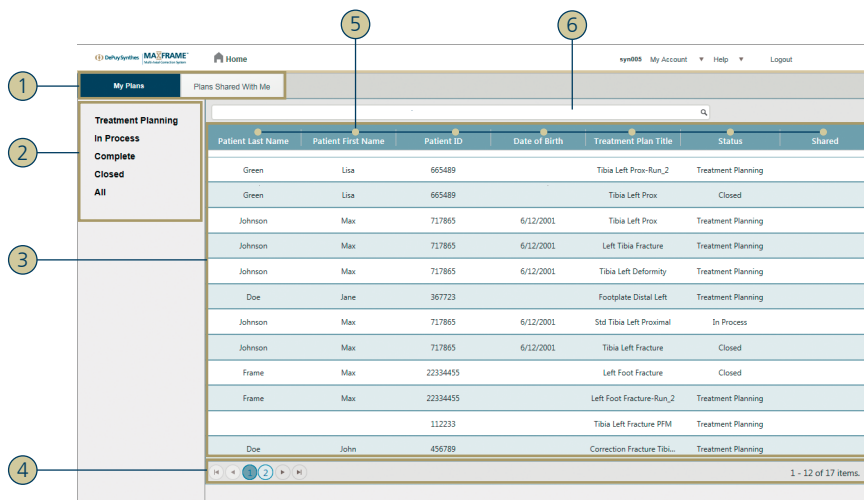 5
6
DePuy Synthes MAXFRAME™ Home syn005 My Account ▼ Help ▼ Logout
Multi-Axial Correction System
1
My Plans Plans Shared With Me
2
Treatment Planning
In Process
Complete
Closed
All
Patient Last Name Patient First Name Patient ID Date of Birth Treatment Plan Title Status Shared
Green Lisa 665489 Tibia Left Prox-Run_2 Treatment Planning
Green Lisa 665489 Tibia Left Prox Closed
Johnson Max 717865 6/12/2001 Tibia Left Prox Treatment Planning
Johnson Max 717865 6/12/2001 Left Tibia Fracture Treatment Planning
3
Johnson Max 717865 6/12/2001 Tibia Left Deformity Treatment Planning
Doe Jane 367723 Footplate Distal Left Treatment Planning
Johnson Max 717865 6/12/2001 Std Tibia Left Proximal In Process
Johnson Max 717865 6/12/2001 Tibia Left Fracture Closed
Frame Max 22334455 Left Foot Fracture Closed
Frame Max 22334455 Left Foot Fracture-Run_2 Treatment Planning
112233 Tibia Left Fracture PFM Treatment Planning
Doe John 456789 Correction Fracture Tibi... Treatment Planning
4
1 2 1 - 12 of 17 items.